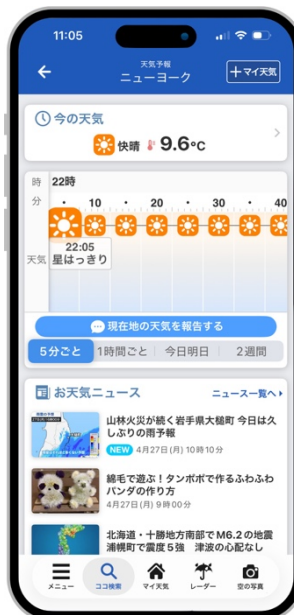 11:05
天気予報
ニューヨーク
+マイ天気
今の天気
快晴 9.6℃
時 22時
分 ・ 10 ・ 20 ・ 30 ・ 40
22:05
天気 星はっきり
現在地の天気を報告する
5分ごと 1時間ごと 今日明日 2週間
お天気ニュース ニュース一覧へ
山林火災が続く岩手県大槌町 今日は久
しぶりの雨予報
NEW 4月27日(月) 10時10分
綿毛で遊ぶ！タンポポで作るふわふわ
パンダの作り方
4月27日(月) 9時00分
北海道・十勝地方南部でM6.2の地震
浦幌町で震度5強 津波の心配なし
メニュー ココ検索 マイ天気 レーダー 空の写真